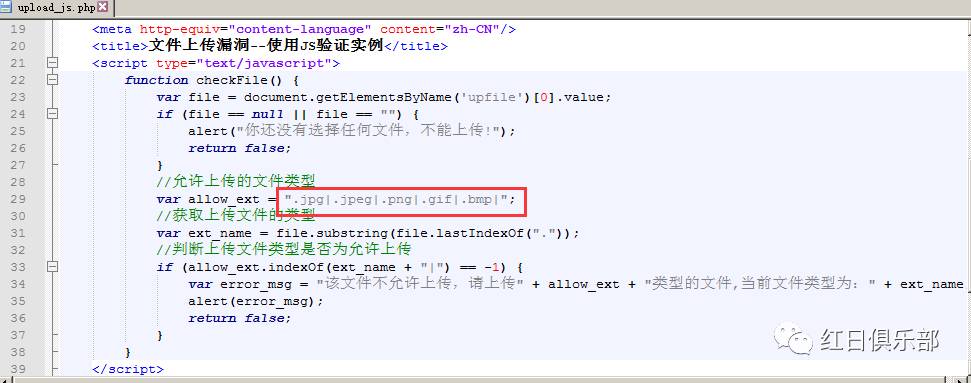 upload_js.php
19 <meta http-equiv="content-language" content="zh-CN"/>
20 <title>文件上传漏洞--使用JS验证实例</title>
21 <script type="text/javascript">
22 function checkFile() {
23 var file = document.getElementsByName('upfile')[0].value;
24 if (file == null || file == "") {
25 alert("你还没有选择任何文件，不能上传!");
26 return false;
27 }
28 //允许上传的文件类型
29 var allow_ext = ".jpg|.jpeg|.png|.gif|.bmp|";
30 //获取上传文件的类型
31 var ext_name = file.substring(file.lastIndexOf("."));
32 //判断上传文件类型是否为允许上传
33 if (allow_ext.indexOf(ext_name + "|") == -1) {
34 var error_msg = "该文件不允许上传，请上传" + allow_ext + "类型的文件,当前文件类型为：" + ext_name
35 alert(error_msg);
36 return false;
37 }
38 }
39 </script>
红日俱乐部